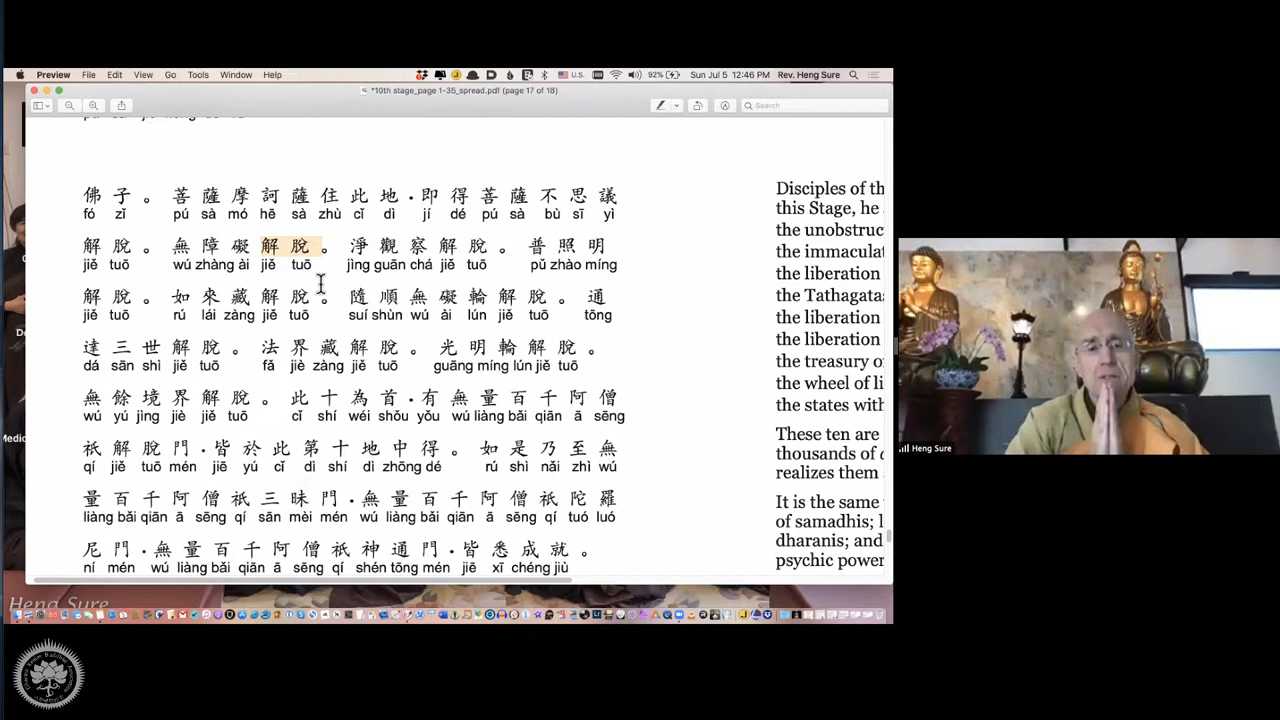 Preview File Edit View Go Tools Window Help
U.S. 92% Sun Jul 5 12:46 PM Rev. Heng Sure
*10th stage_page 1-35_spread.pdf (page 17 of 18)
Search
佛子。菩薩摩訶薩住此地·即得菩薩不思議
fó zǐ pú sà mó hē sà zhù cǐ dì jí dé pú sà bù sī yì
解脫。無障礙解脫。淨觀察解脫。普照明
jiě tuō wú zhàng ài jiě tuō jìng guān chá jiě tuō pǔ zhào míng
解脫。如來藏解脫。隨順無礙輪解脫。通
jiě tuō rú lái zàng jiě tuō suí shùn wú ài lún jiě tuō tōng
達三世解脫。法界藏解脫。光明輪解脫。
dá sān shì jiě tuō fá jiè zàng jiě tuō guāng míng lún jiě tuō
無餘境界解脫。此十為首·有無量百千阿僧
wú yú jìng jiè jiě tuō cǐ shí wéi shǒu yǒu wú liàng bǎi qiān ā sēng
祇解脫門·皆於此第十地中得。如是乃至無
qí jiě tuō mén jiē yú cǐ dì shí dì zhōng dé rú shì nǎi zhì wú
量百千阿僧祇三昧門·無量百千阿僧祇陀羅
liàng bǎi qiān ā sēng qí sān mèi mén wú liàng bǎi qiān ā sēng qí tuó luó
尼門·無量百千阿僧祇神通門·皆悉成就。
ní mén wú liàng bǎi qiān ā sēng qí shén tōng mén jiē xī chéng jiù
Disciples of th
this Stage, he
the unobstruc
the immacula
the liberation
the Tathagata
the liberation
the liberation
the treasury o
the wheel of li
the states with
These ten are
thousands of
realizes them
It is the same
of samadhis; l
dharanis; and
psychic power
Heng Sure
Heng Sure